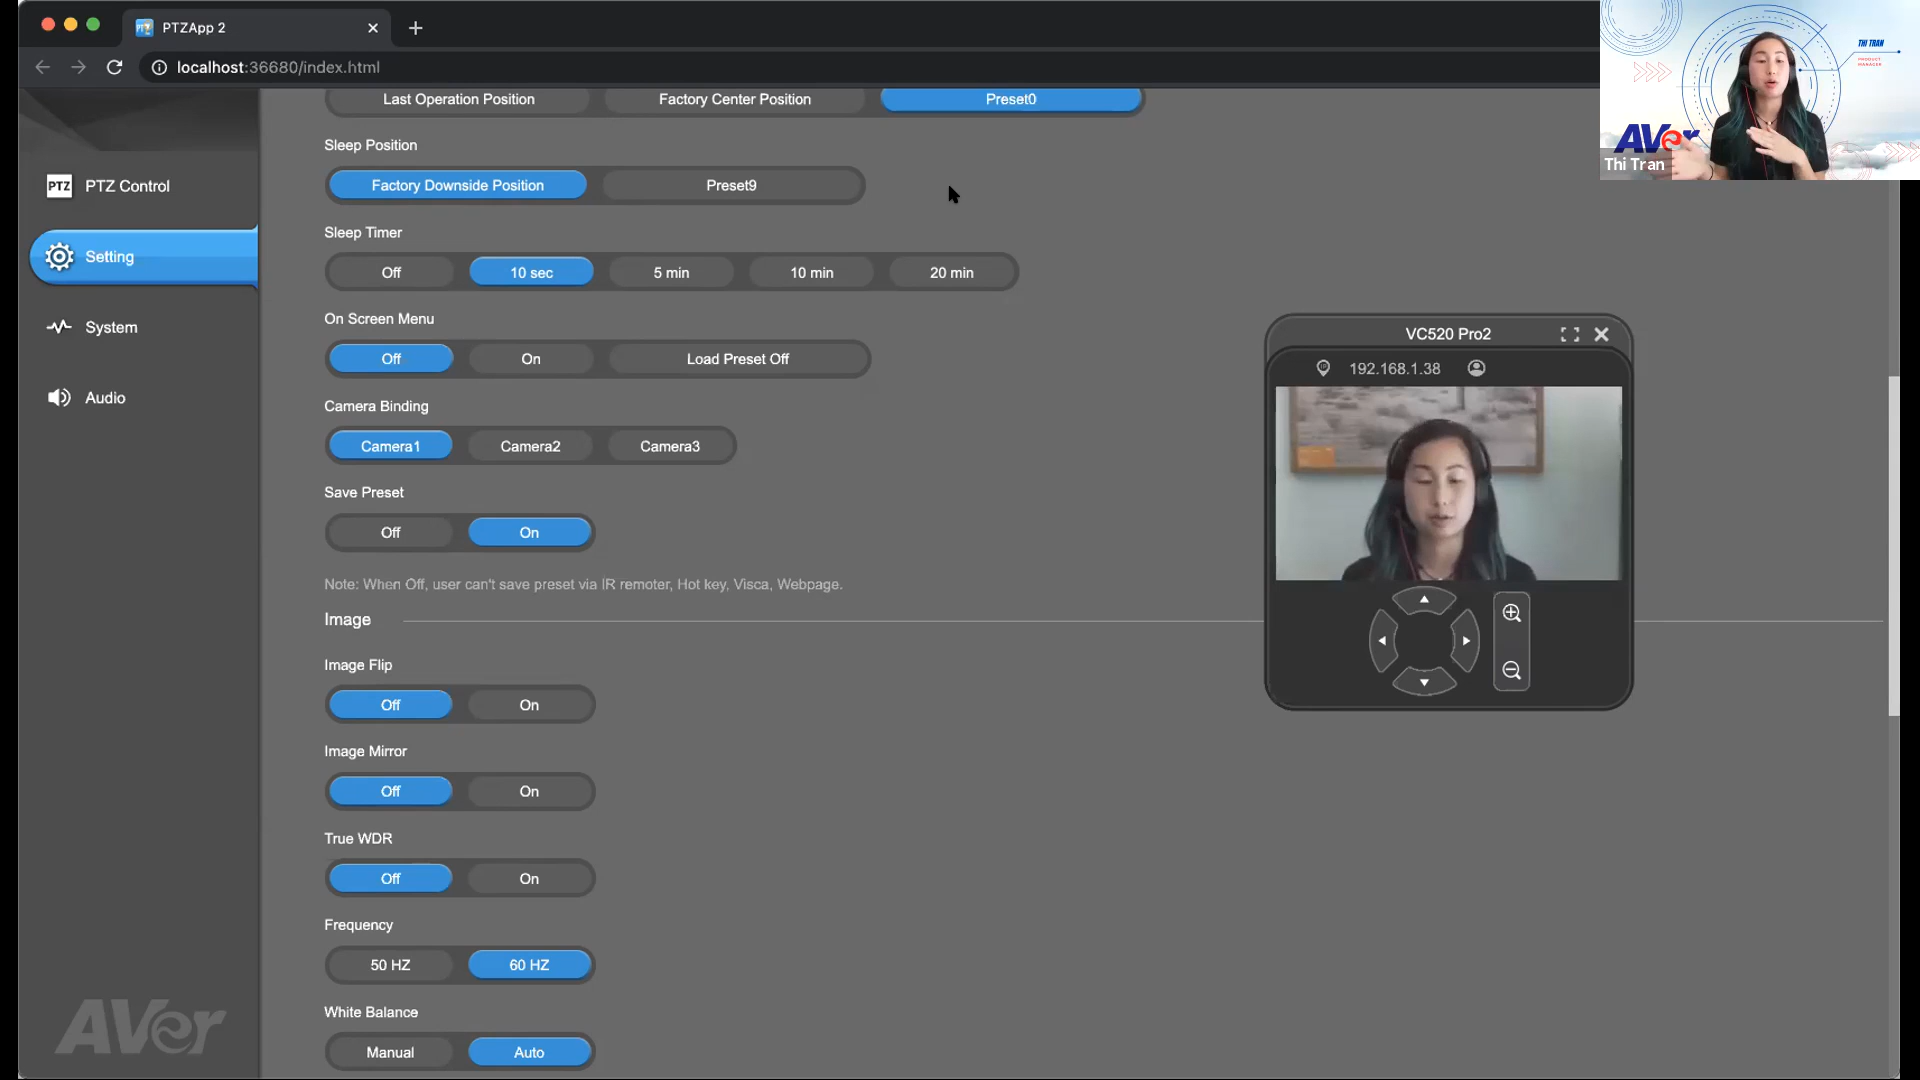 PTZApp 2
localhost:36680/index.html
THI TRAN
PRODUCT
MANAGER
AVer
Thi Tran
PTZ
PTZ Control
Setting
System
Audio
AVer
Last Operation Position
Factory Center Position
Preset0
Sleep Position
Factory Downside Position
Preset9
Sleep Timer
Off
10 sec
5 min
10 min
20 min
On Screen Menu
Off
On
Load Preset Off
Camera Binding
Camera1
Camera2
Camera3
Save Preset
Off
On
Note: When Off, user can't save preset via IR remoter, Hot key, Visca, Webpage.
Image
Image Flip
Off
On
Image Mirror
Off
On
True WDR
Off
On
Frequency
50 HZ
60 HZ
White Balance
Manual
Auto
VC520 Pro2
192.168.1.38